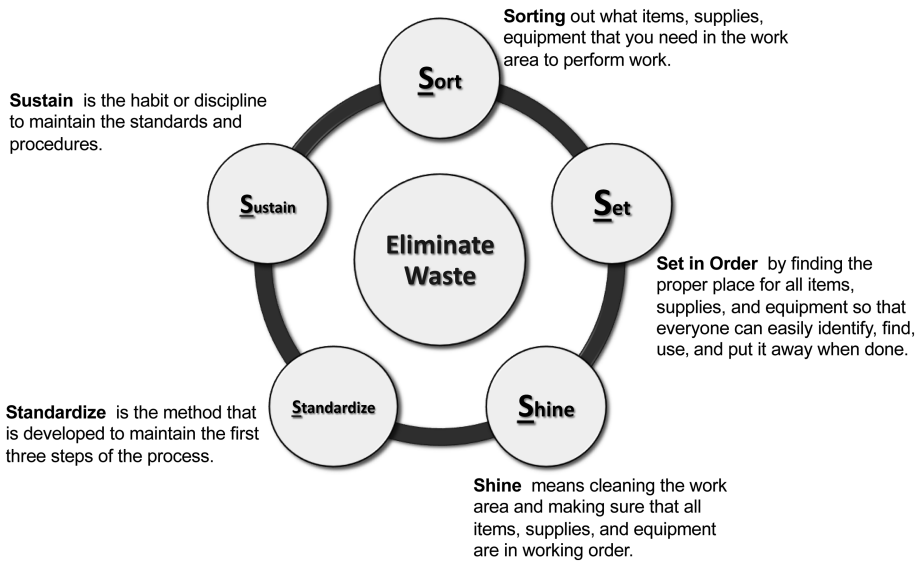 Sorting out what items, supplies,
equipment that you need in the work
area to perform work.
Sort
Sustain is the habit or discipline
to maintain the standards and
procedures.
Sustain
Set
Eliminate
Waste
Set in Order by finding the
proper place for all items,
supplies, and equipment so that
everyone can easily identify, find,
use, and put it away when done.
Standardize
Shine
Standardize is the method that
is developed to maintain the first
three steps of the process.
Shine means cleaning the work
area and making sure that all
items, supplies, and equipment
are in working order.